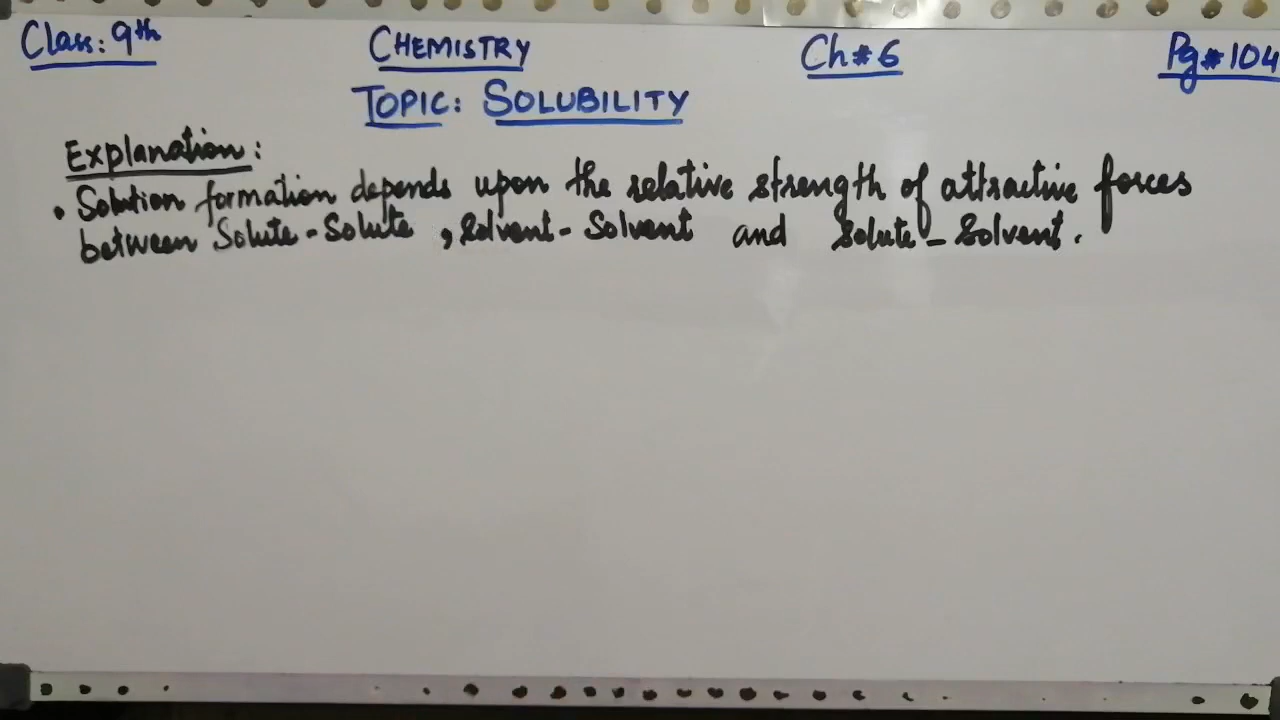 Class: 9th CHEMISTRY Ch # 6 Pg # 104
TOPIC: SOLUBILITY
Explanation:
• Solution formation depends upon the relative strength of attractive forces
between Solute - Solute , Solvent - Solvent and Solute - Solvent.